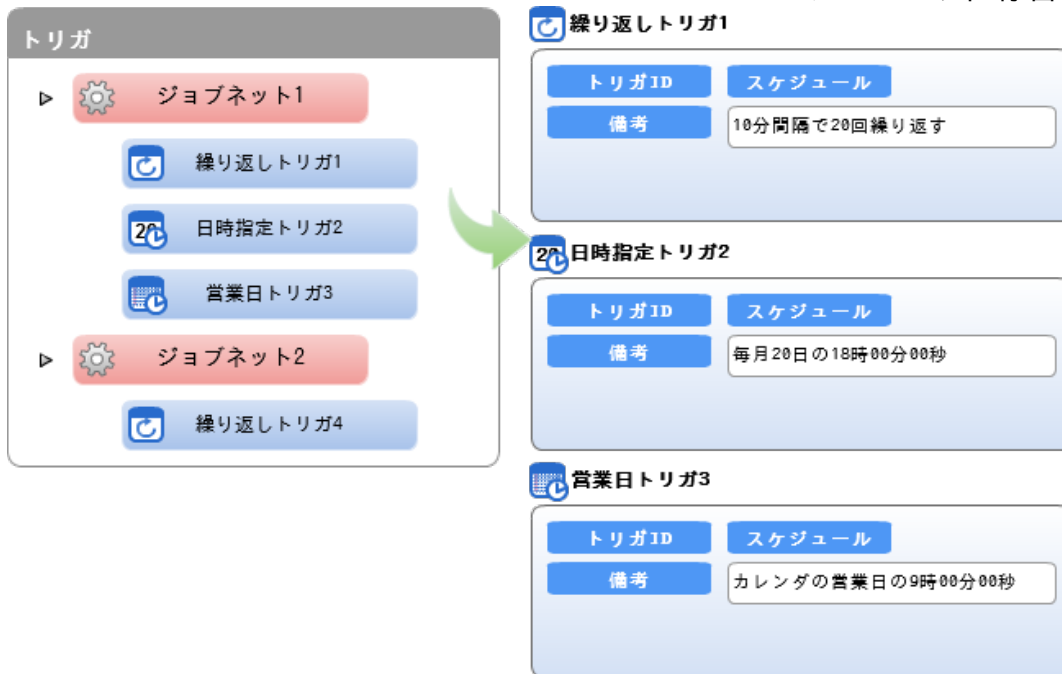 トリガ
ジョブネット1
繰り返しトリガ1
日時指定トリガ2
営業日トリガ3
ジョブネット2
繰り返しトリガ4
繰り返しトリガ1
トリガID
スケジュール
備考
10分間隔で20回繰り返す
日時指定トリガ2
トリガID
スケジュール
備考
毎月20日の18時00分00秒
営業日トリガ3
トリガID
スケジュール
備考
カレンダの営業日の9時00分00秒